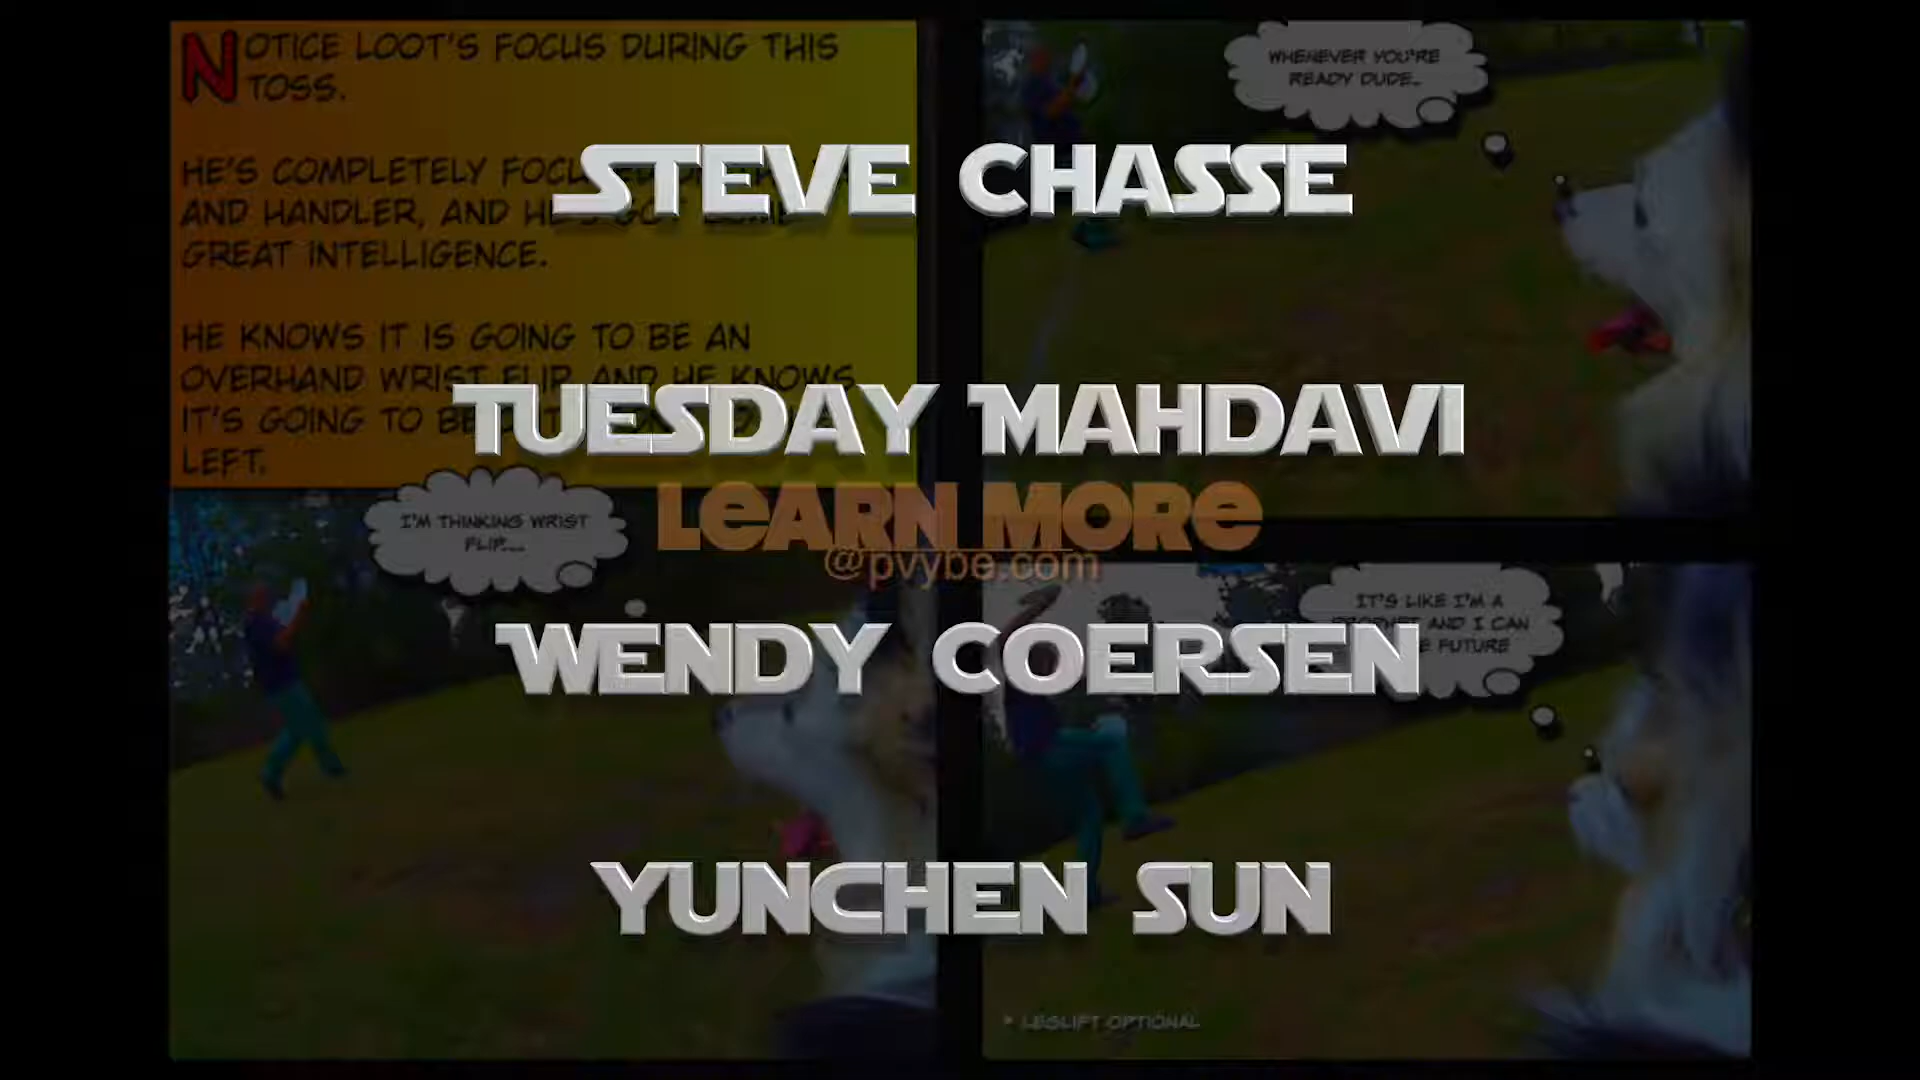 NOTICE LOOT'S FOCUS DURING THIS
TOSS.
HE'S COMPLETELY
AND HANDLER, AND
GREAT INTELLIGENCE.
HE KNOWS IT IS GOING TO BE AN
OVERHAND WRIST FLIP AND HE KNOWS
IT'S GOING TO BE
LEFT.
WHENEVER YOU'RE
READY DUDE..
STEVE CHASSE
TUESDAY MAHDAVI
LEARN MORE
@pvybe.com
I'M THINKING WRIST
FLIP....
IT'S LIKE I'M A
AND I CAN
FUTURE
WENDY COERSEN
YUNCHEN SUN
* LEGLIFT OPTIONAL